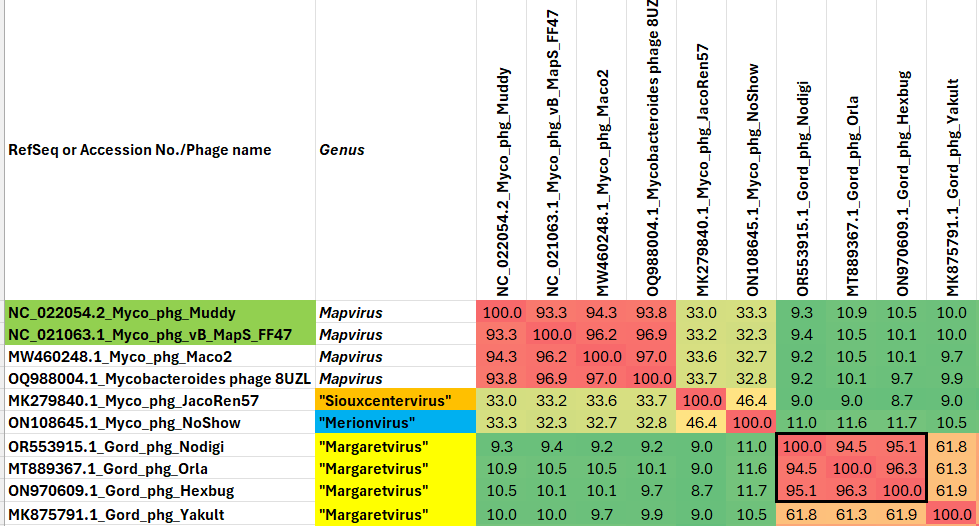 RefSeq or Accession No./Phage name Genus NC_022054.2_Myco_phg_Muddy NC_021063.1_Myco_phg_vB_MapS_FF47 MW460248.1_Myco_phg_Maco2 OQ988004.1_Mycobacteroides phage 8UZL MK279840.1_Myco_phg_JacoRen57 ON108645.1_Myco_phg_NoShow OR553915.1_Gord_phg_Nodigi MT889367.1_Gord_phg_Orla ON970609.1_Gord_phg_Hexbug MK875791.1_Gord_phg_Yakult
NC_022054.2_Myco_phg_Muddy Mapvirus 100.0 93.3 94.3 93.8 33.0 33.3 9.3 10.9 10.5 10.0
NC_021063.1_Myco_phg_vB_MapS_FF47 Mapvirus 93.3 100.0 96.2 96.9 33.2 32.3 9.4 10.5 10.1 10.0
MW460248.1_Myco_phg_Maco2 Mapvirus 94.3 96.2 100.0 97.0 33.6 32.7 9.2 10.5 10.1 9.7
OQ988004.1_Mycobacteroides phage 8UZL Mapvirus 93.8 96.9 97.0 100.0 33.7 32.8 9.2 10.1 9.7 9.9
MK279840.1_Myco_phg_JacoRen57 "Siouxcentervirus" 33.0 33.2 33.6 33.7 100.0 46.4 9.0 9.0 8.7 9.0
ON108645.1_Myco_phg_NoShow "Merionvirus" 33.3 32.3 32.7 32.8 46.4 100.0 11.0 11.6 11.7 10.5
OR553915.1_Gord_phg_Nodigi "Margaretvirus" 9.3 9.4 9.2 9.2 9.0 11.0 100.0 94.5 95.1 61.8
MT889367.1_Gord_phg_Orla "Margaretvirus" 10.9 10.5 10.5 10.1 9.0 11.6 94.5 100.0 96.3 61.3
ON970609.1_Gord_phg_Hexbug "Margaretvirus" 10.5 10.1 10.1 9.7 8.7 11.7 95.1 96.3 100.0 61.9
MK875791.1_Gord_phg_Yakult "Margaretvirus" 10.0 10.0 9.7 9.9 9.0 10.5 61.8 61.3 61.9 100.0